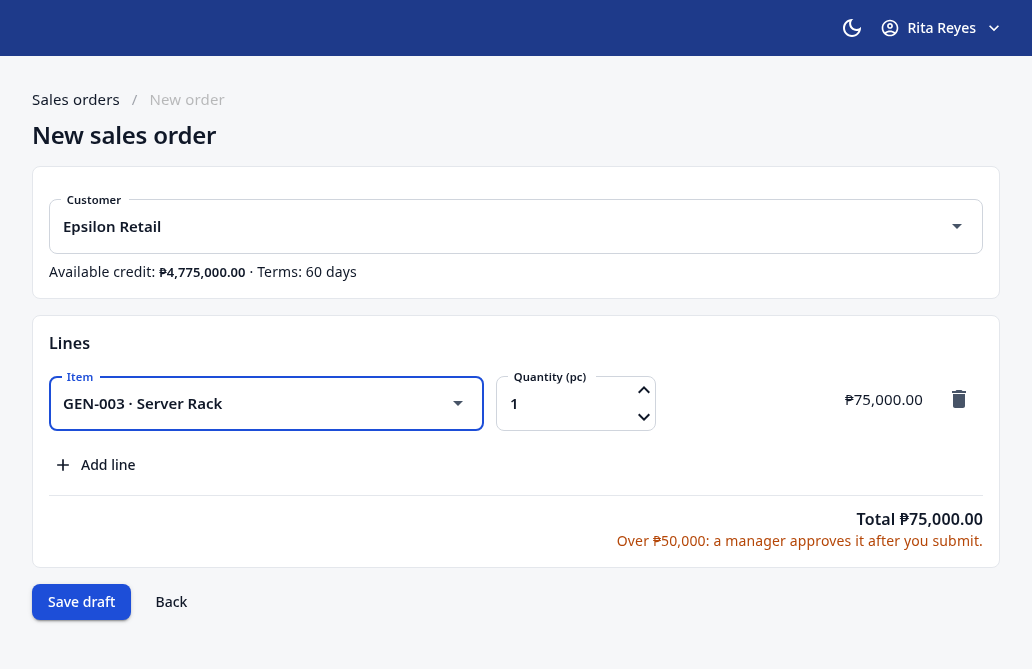 Rita Reyes
Sales orders / New order
New sales order
Customer
Epsilon Retail
Available credit: ₱4,775,000.00 · Terms: 60 days
Lines
Item
GEN-003 · Server Rack
Quantity (pc)
1
₱75,000.00
Add line
Total ₱75,000.00
Over ₱50,000: a manager approves it after you submit.
Save draft
Back